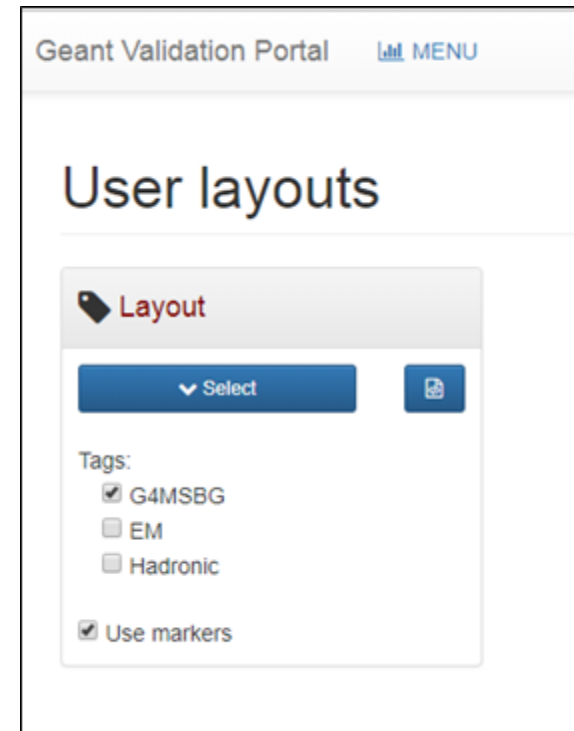 Geant Validation Portal MENU
User layouts
Layout
Select
Tags:
G4MSBG
EM
Hadronic
Use markers